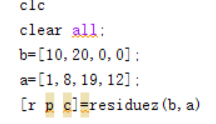 clc
clear all;
b=[10,20,0,0];
a=[1,8,19,12];
[r p c]=residuez(b,a)